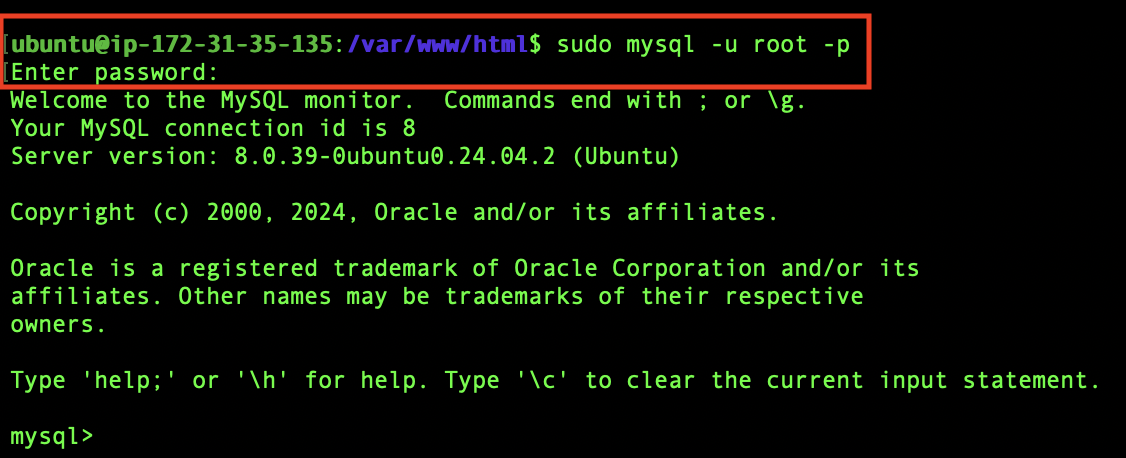 [ubuntu@ip-172-31-35-135:/var/www/html$ sudo mysql -u root -p
[Enter password:
Welcome to the MySQL monitor.  Commands end with ; or \g.
Your MySQL connection id is 8
Server version: 8.0.39-0ubuntu0.24.04.2 (Ubuntu)

Copyright (c) 2000, 2024, Oracle and/or its affiliates.

Oracle is a registered trademark of Oracle Corporation and/or its
affiliates. Other names may be trademarks of their respective
owners.

Type 'help;' or '\h' for help. Type '\c' to clear the current input statement.

mysql>